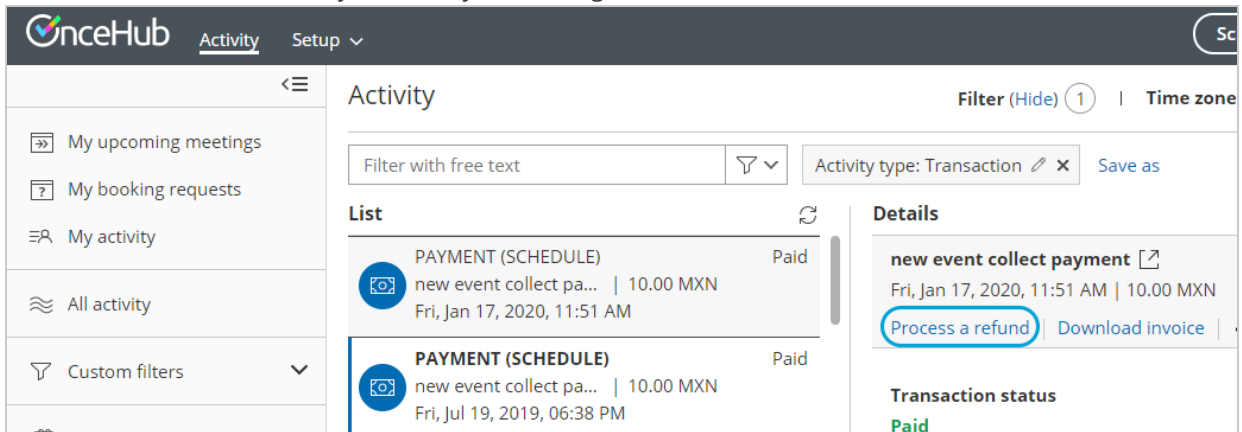 OnceHub Activity Setup
Sc
Activity
Filter (Hide) 1 | Time zone
My upcoming meetings
Filter with free text
Activity type: Transaction
Save as
My booking requests
List
Details
My activity
PAYMENT (SCHEDULE) Paid
new event collect pa... | 10.00 MXN
Fri, Jan 17, 2020, 11:51 AM
new event collect payment
Fri, Jan 17, 2020, 11:51 AM | 10.00 MXN
Process a refund | Download invoice |
All activity
Custom filters
PAYMENT (SCHEDULE) Paid
new event collect pa... | 10.00 MXN
Fri, Jul 19, 2019, 06:38 PM
Transaction status
Paid